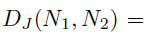 D_J(N_1, N_2) =